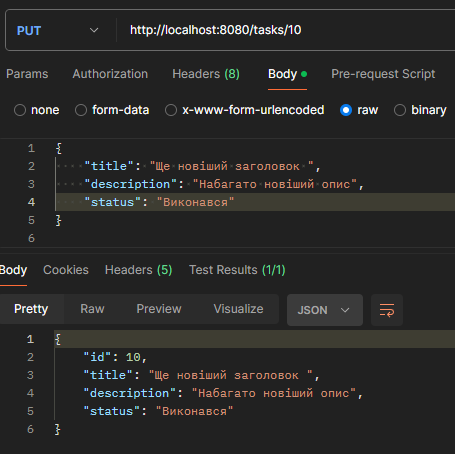 PUT http://localhost:8080/tasks/10
Params Authorization Headers (8) Body Pre-request Script
none form-data x-www-form-urlencoded raw binary
1 {
2 "title": "Ще новіший заголовок ",
3 "description": "Набагато новіший опис",
4 "status": "Виконався"
5 }
6
Body Cookies Headers (5) Test Results (1/1)
Pretty Raw Preview Visualize JSON
1 {
2 "id": 10,
3 "title": "Ще новіший заголовок ",
4 "description": "Набагато новіший опис",
5 "status": "Виконався"
6 }